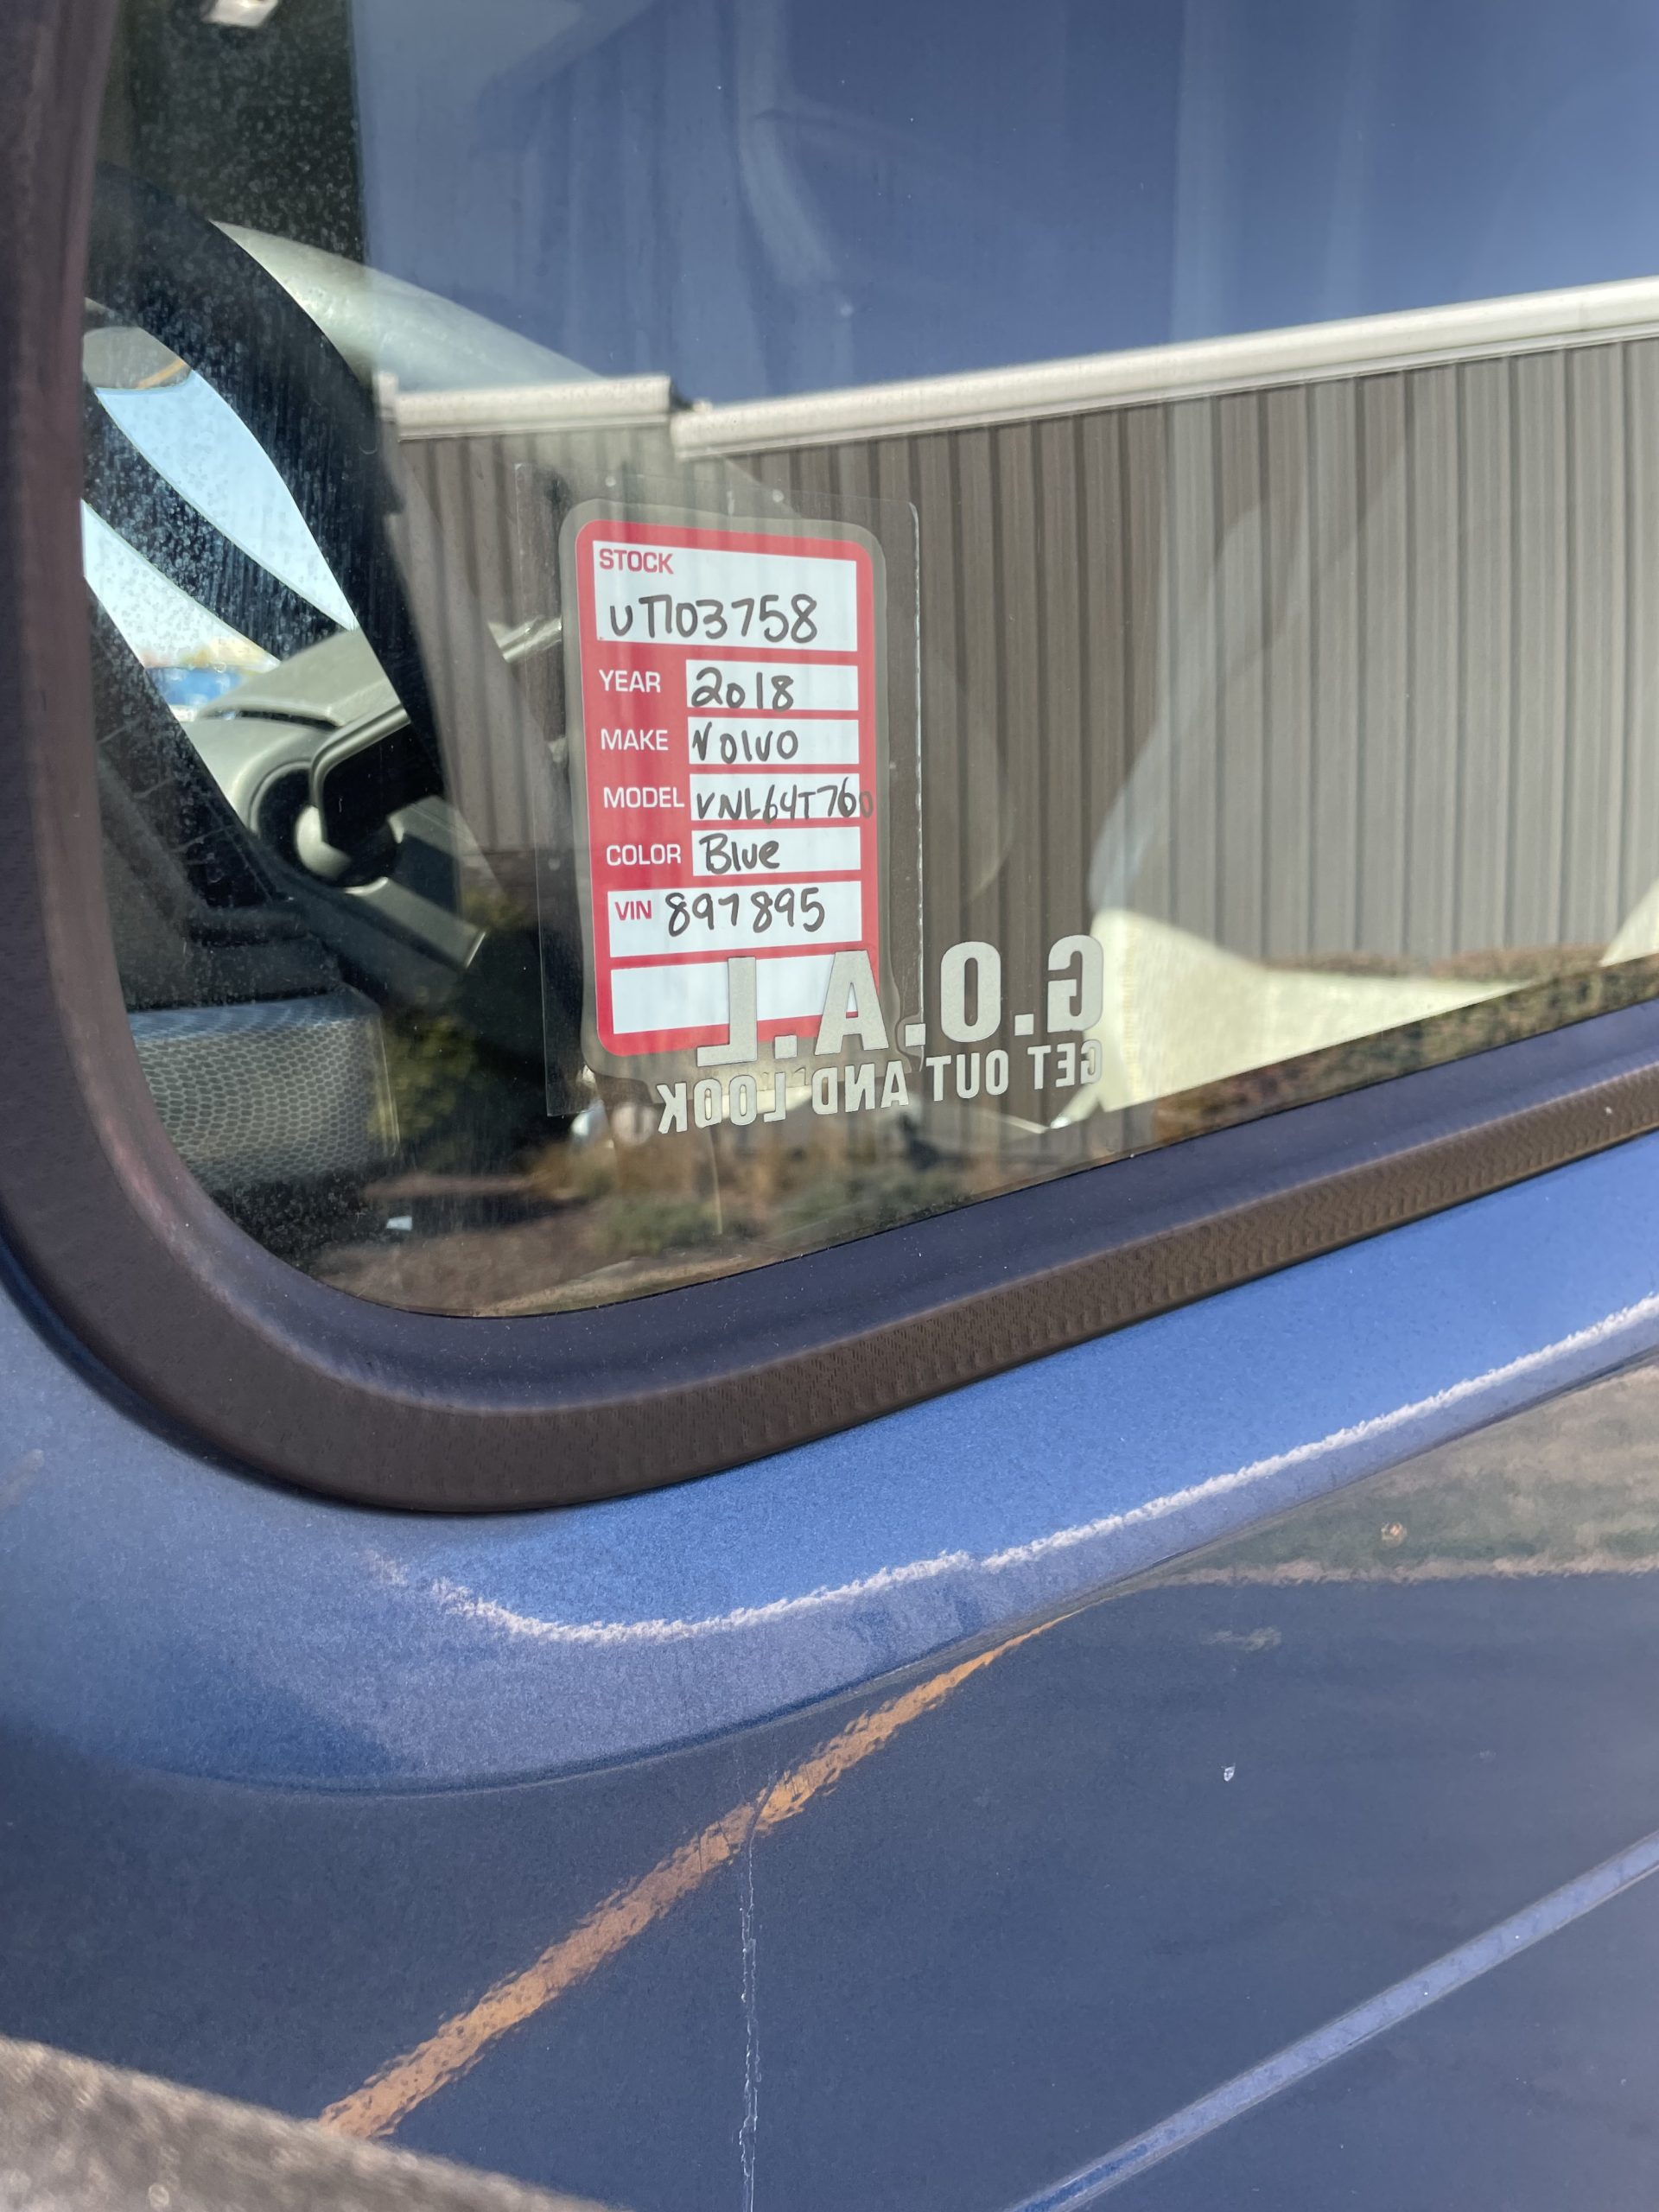 STOCK
UT103758
YEAR 2018
MAKE Volvo
MODEL VNL64T760
COLOR Blue
VIN 897895
G.O.A.L
GET OUT AND LOOK